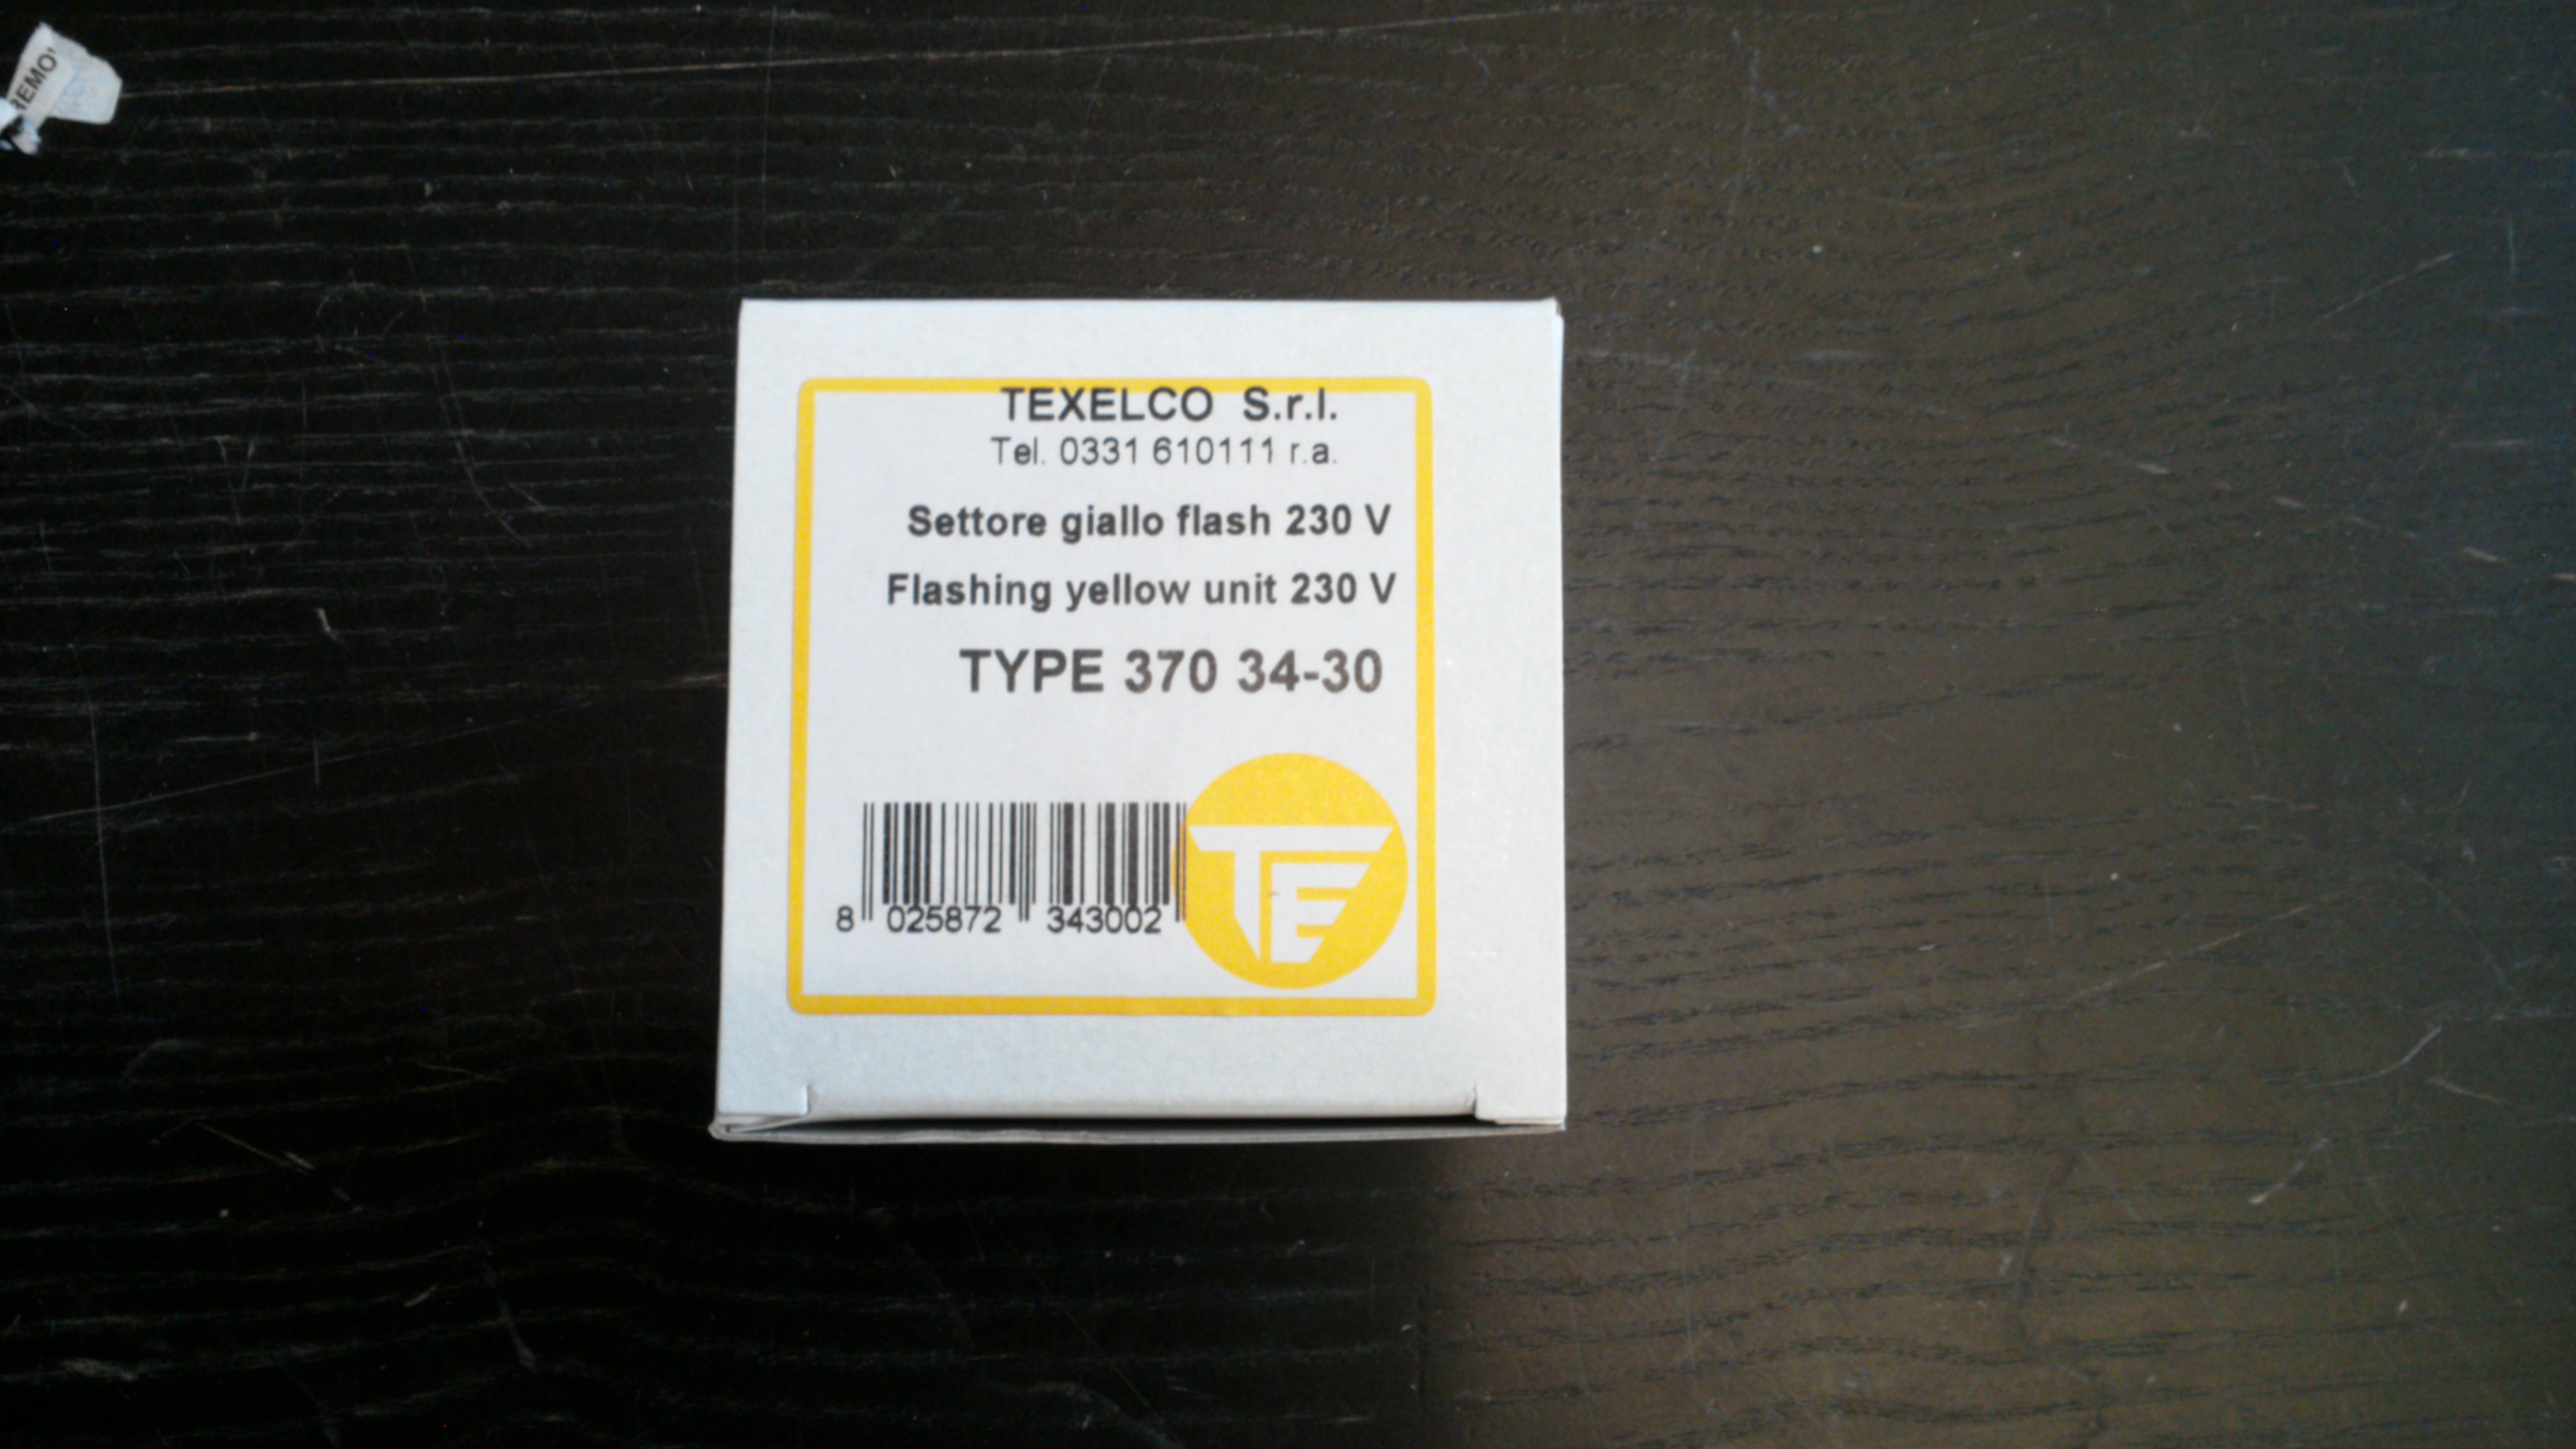 REMO'
TEXELCO S.r.l.
Tel. 0331 610111 r.a.
Settore giallo flash 230 V
Flashing yellow unit 230 V
TYPE 370 34-30
8 025872 343002
TE